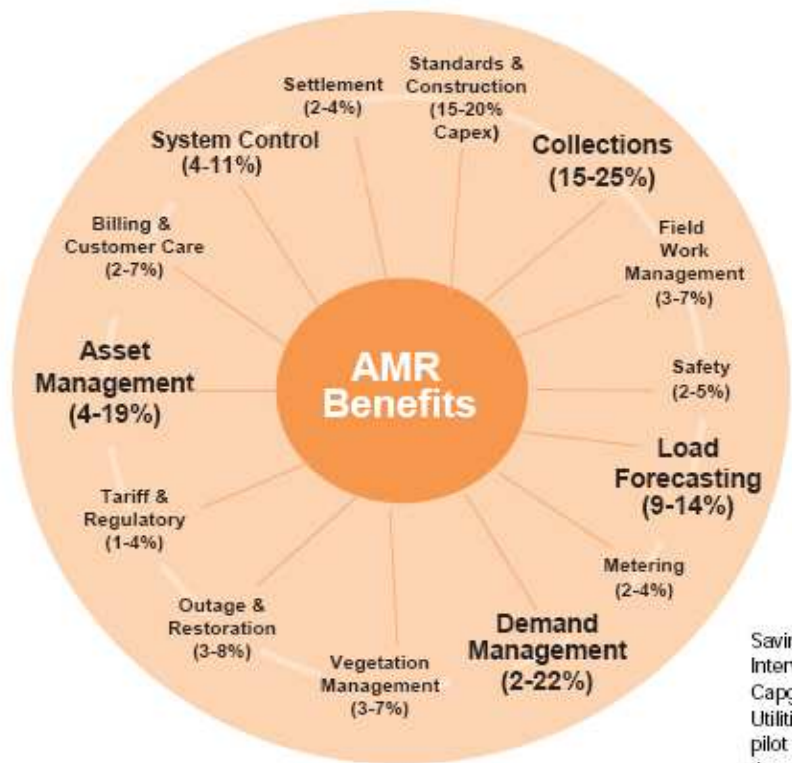 AMR
Benefits
Settlement
(2-4%)
Standards &
Construction
(15-20%
Capex)
Collections
(15-25%)
Field
Work
Management
(3-7%)
Safety
(2-5%)
Load
Forecasting
(9-14%)
Metering
(2-4%)
Demand
Management
(2-22%)
Vegetation
Management
(3-7%)
Outage &
Restoration
(3-8%)
Tariff &
Regulatory
(1-4%)
Asset
Management
(4-19%)
Billing &
Customer Care
(2-7%)
System Control
(4-11%)
Savin
Interv
Capg
Utiliti
pilot